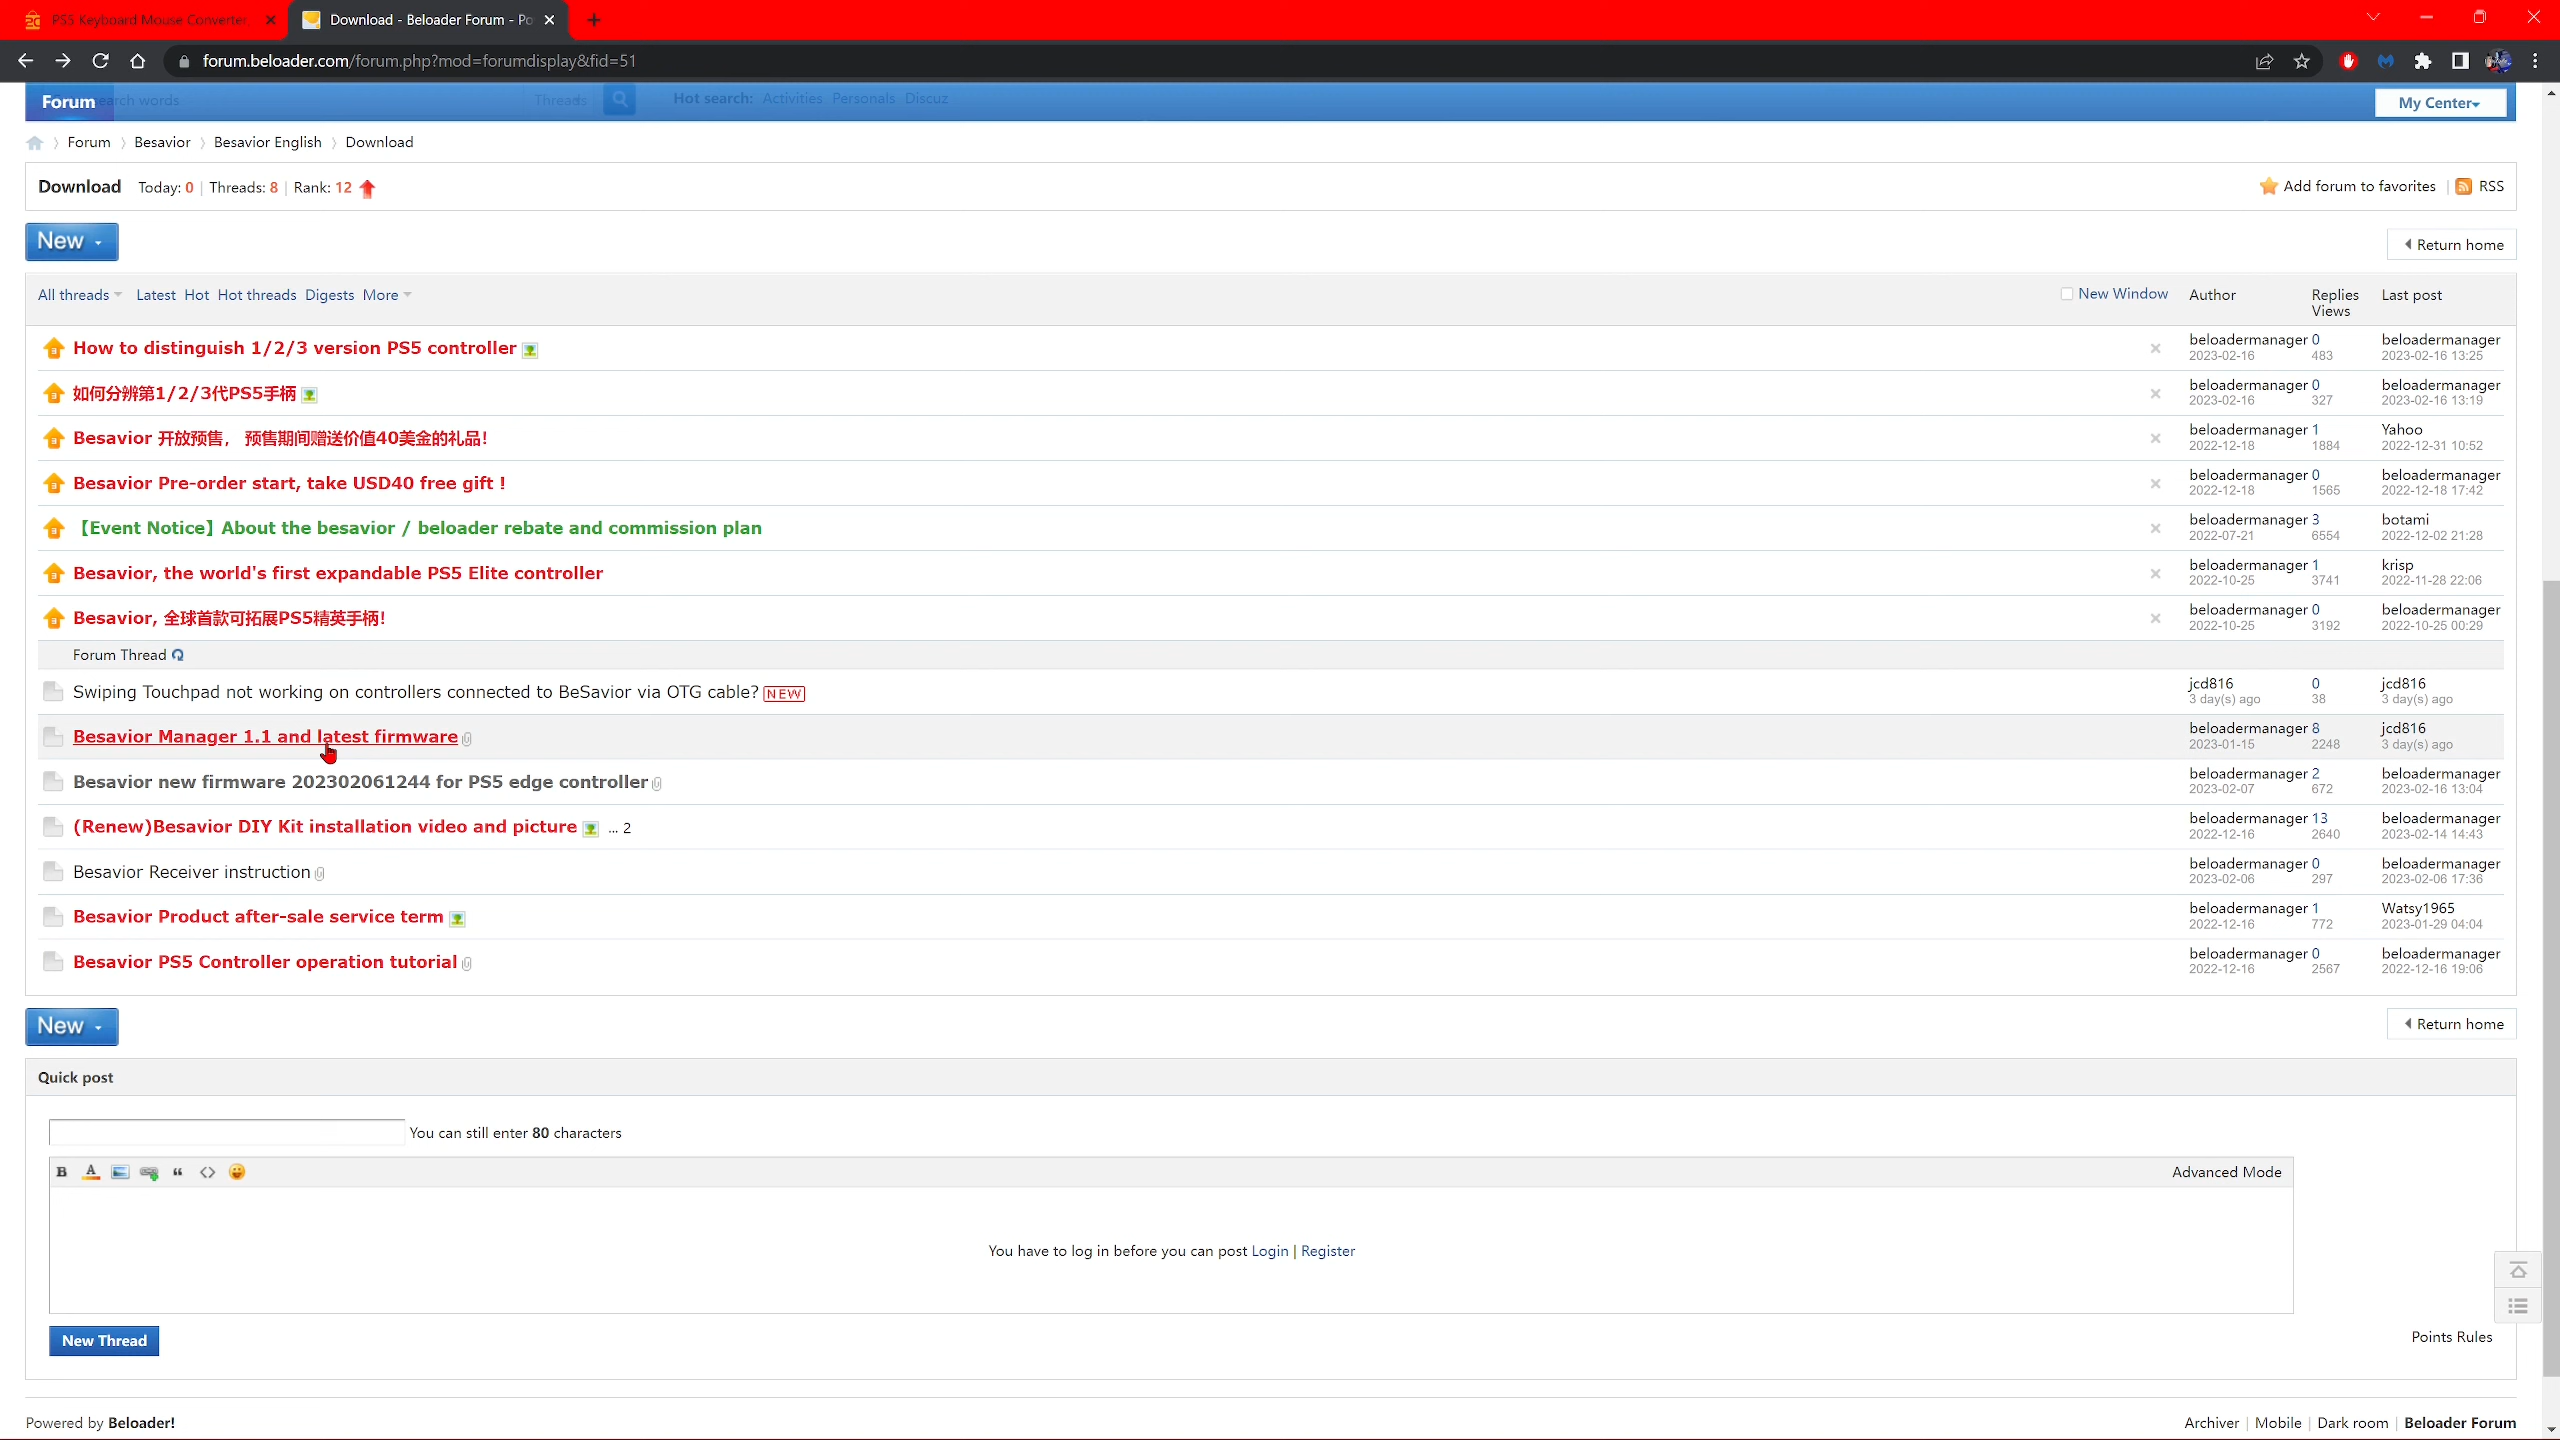 PS5 Keyboard Mouse Converter
Download - Beloader Forum - Po
forum.beloader.com/forum.php?mod=forumdisplay&fid=51
Forum
Threads
Hot search: Activities Personals Discuz
My Center
Forum Besavior Besavior English Download
Download Today: 0 Threads: 8 Rank: 12
Add forum to favorites RSS
New
Return home
All threads Latest Hot Hot threads Digests More
New Window Author Replies Views Last post
How to distinguish 1/2/3 version PS5 controller
beloadermanager 0 beloadermanager
2023-02-16 483 2023-02-16 13:25
如何分辨第1/2/3代PS5手柄
beloadermanager 0 beloadermanager
2023-02-16 327 2023-02-16 13:19
Besavior 开放预售， 预售期间赠送价值40美金的礼品！
beloadermanager 1 Yahoo
2022-12-18 1884 2022-12-31 10:52
Besavior Pre-order start, take USD40 free gift !
beloadermanager 0 beloadermanager
2022-12-18 1565 2022-12-18 17:42
【Event Notice】About the besavior / beloader rebate and commission plan
beloadermanager 3 botami
2022-07-21 6554 2022-12-02 21:28
Besavior, the world's first expandable PS5 Elite controller
beloadermanager 1 krisp
2022-10-25 3741 2022-11-28 22:06
Besavior, 全球首款可拓展PS5精英手柄！
beloadermanager 0 beloadermanager
2022-10-25 3192 2022-10-25 00:29
Forum Thread
Swiping Touchpad not working on controllers connected to BeSavior via OTG cable? NEW
jcd816 0 jcd816
3 day(s) ago 38 3 day(s) ago
Besavior Manager 1.1 and latest firmware
beloadermanager 8 jcd816
2023-01-15 2248 3 day(s) ago
Besavior new firmware 202302061244 for PS5 edge controller
beloadermanager 2 beloadermanager
2023-02-07 672 2023-02-16 13:04
(Renew)Besavior DIY Kit installation video and picture ... 2
beloadermanager 13 beloadermanager
2022-12-16 2640 2023-02-14 14:43
Besavior Receiver instruction
beloadermanager 0 beloadermanager
2023-02-06 297 2023-02-06 17:36
Besavior Product after-sale service term
beloadermanager 1 Watsy1965
2022-12-16 772 2023-01-29 04:04
Besavior PS5 Controller operation tutorial
beloadermanager 0 beloadermanager
2022-12-16 2567 2022-12-16 19:06
New
Return home
Quick post
You can still enter 80 characters
B A “ <> Advanced Mode
You have to log in before you can post Login | Register
New Thread
Points Rules
Powered by Beloader!
Archiver | Mobile | Dark room | Beloader Forum